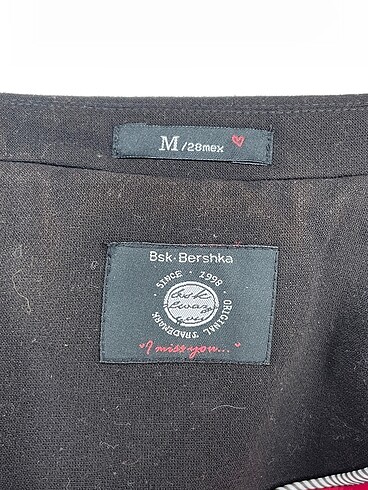 M/28mex
Bsk·Bershka
· SINCE · 1998 ·
ORIGINAL TRADEMARK
"I miss you..."